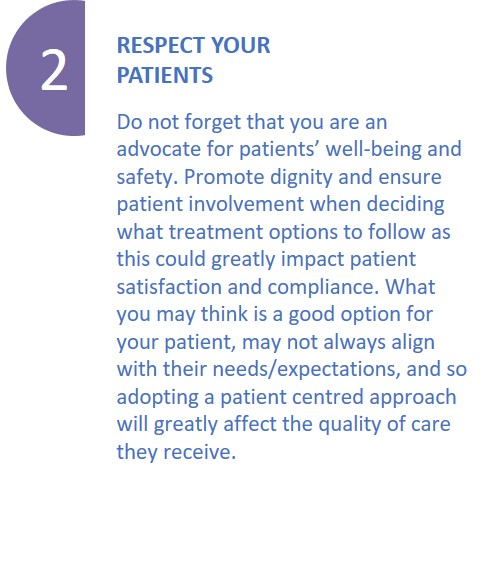 2
RESPECT YOUR
PATIENTS
Do not forget that you are an
advocate for patients’ well-being and
safety. Promote dignity and ensure
patient involvement when deciding
what treatment options to follow as
this could greatly impact patient
satisfaction and compliance. What
you may think is a good option for
your patient, may not always align
with their needs/expectations, and so
adopting a patient centred approach
will greatly affect the quality of care
they receive.